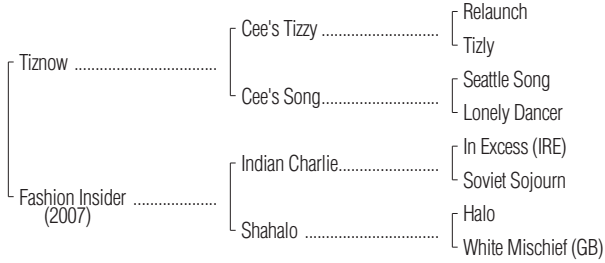 Relaunch
Cee's Tizzy
Tizly
Tiznow
Seattle Song
Cee's Song
Lonely Dancer
In Excess (IRE)
Indian Charlie
Soviet Sojourn
Fashion Insider
(2007)
Halo
Shahalo
White Mischief (GB)